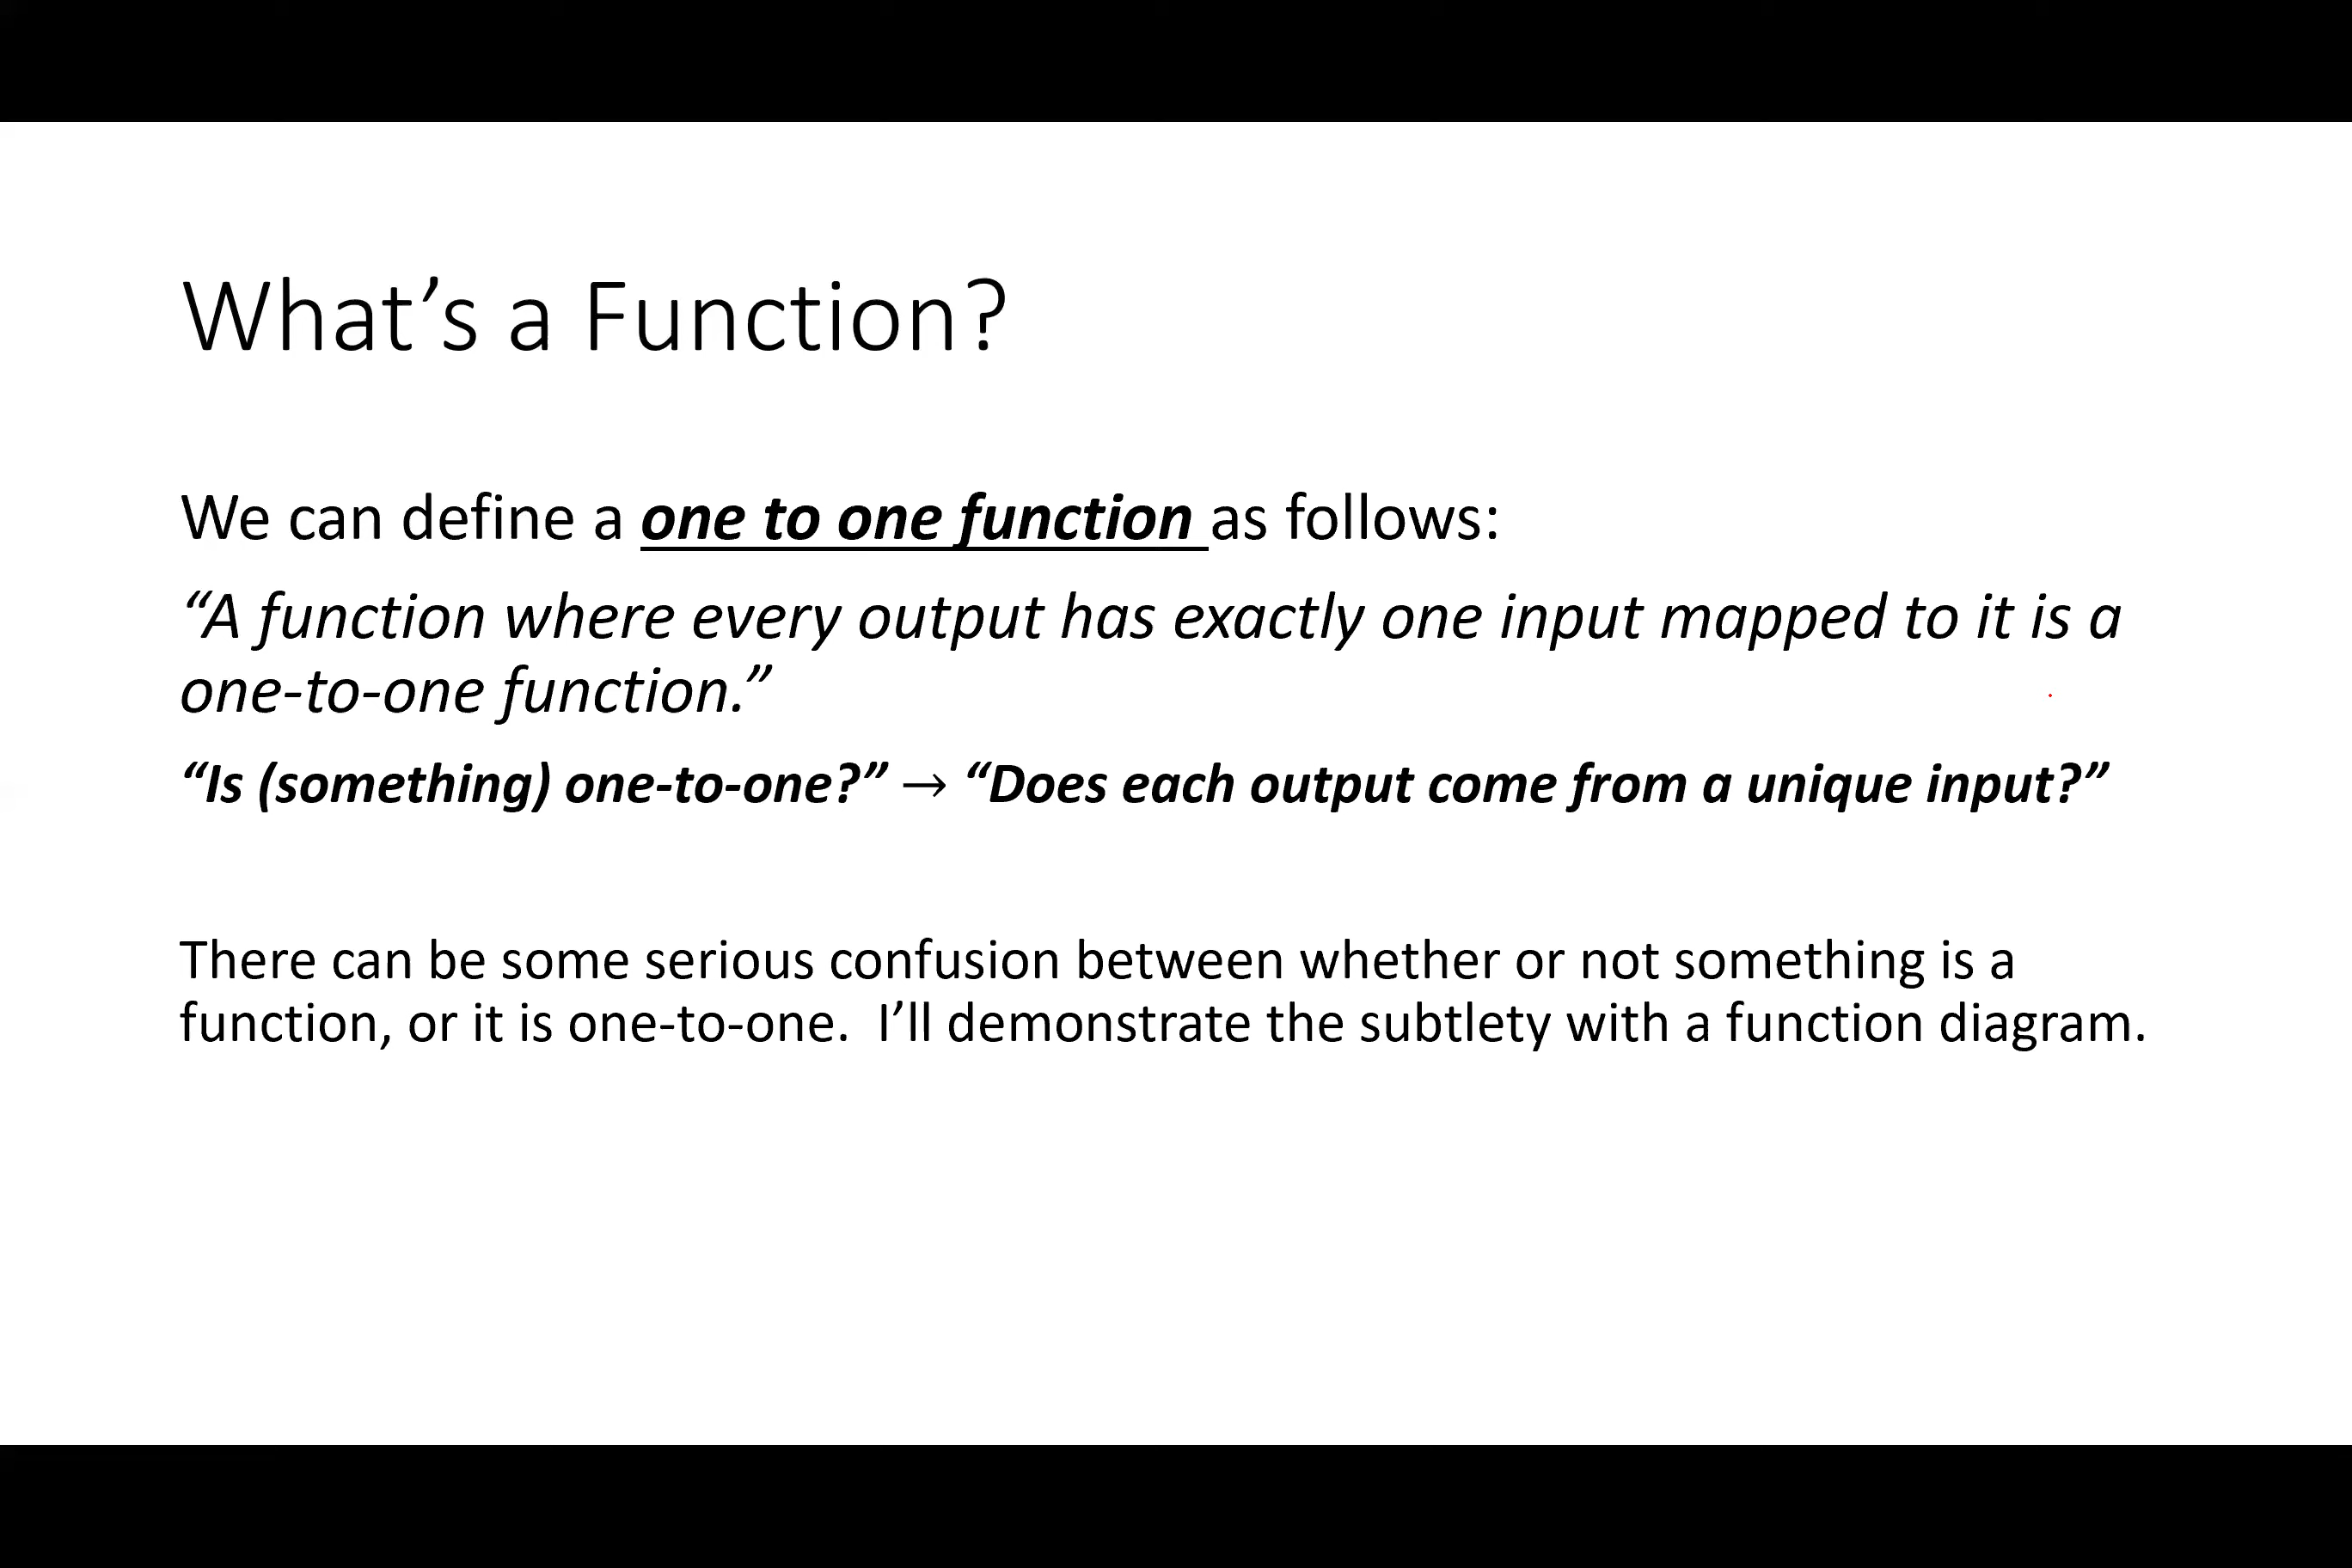 What’s a Function?
We can define a one to one function as follows:
“A function where every output has exactly one input mapped to it is a
one-to-one function.”
“Is (something) one-to-one?” → “Does each output come from a unique input?”
There can be some serious confusion between whether or not something is a
function, or it is one-to-one.  I’ll demonstrate the subtlety with a function diagram.